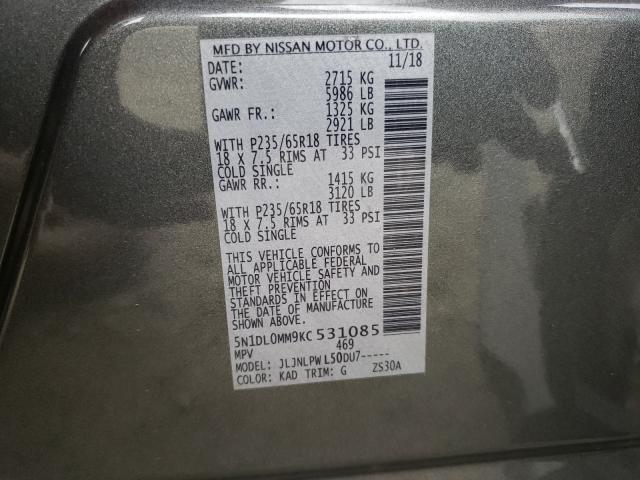 MFD BY NISSAN MOTOR CO., LTD.
DATE: 11/18
GVWR: 2715 KG
5986 LB
GAWR FR.: 1325 KG
2921 LB
WITH P235/65R18 TIRES
18 X 7.5 RIMS AT 33 PSI
COLD SINGLE
GAWR RR.: 1415 KG
3120 LB
WITH P235/65R18 TIRES
18 X 7.5 RIMS AT 33 PSI
COLD SINGLE
THIS VEHICLE CONFORMS TO
ALL APPLICABLE FEDERAL
MOTOR VEHICLE SAFETY AND
THEFT PREVENTION
STANDARDS IN EFFECT ON
THE DATE OF MANUFACTURE
SHOWN ABOVE.
5N1DL0MM9KC 531085
MPV 469
MODEL: JLJNLPW L50DU7-----
COLOR: KAD TRIM: G ZS30A